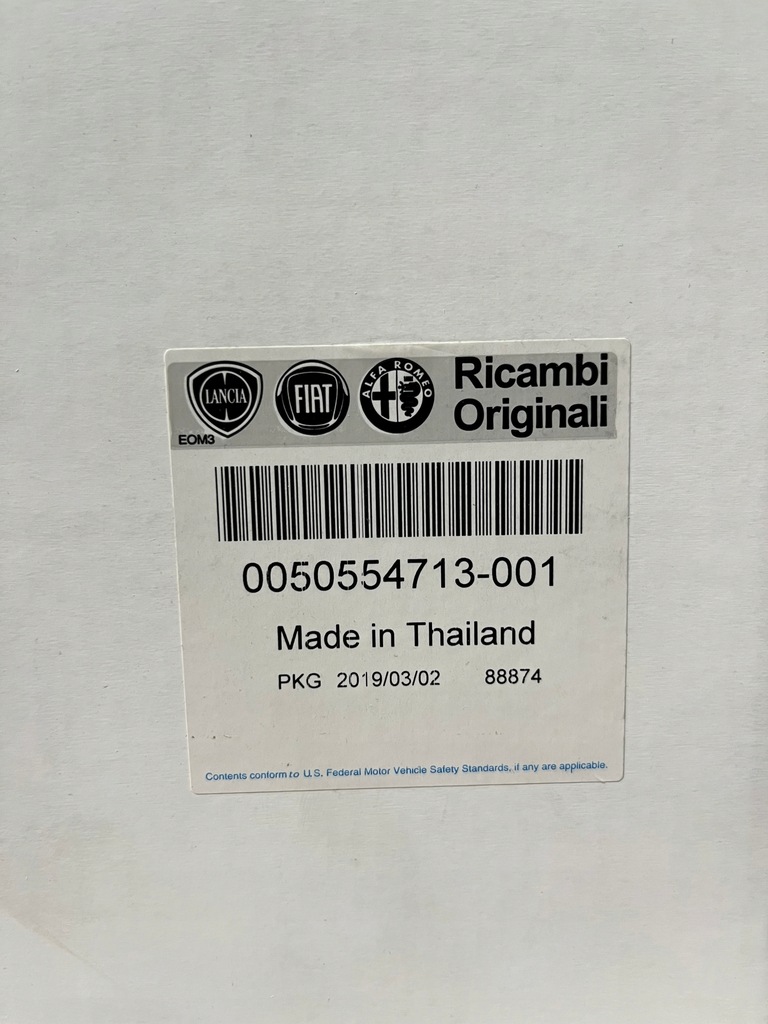 LANCIA FIAT ALFA ROMEO Ricambi
Originali
EOM3
0050554713-001
Made in Thailand
PKG 2019/03/02 88874
Contents conform to U.S. Federal Motor Vehicle Safety Standards, if any are applicable.